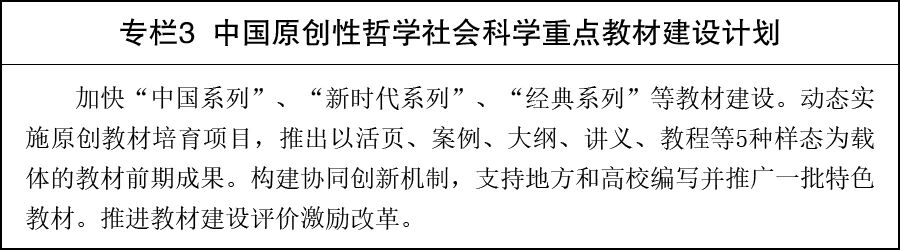 专栏3 中国原创性哲学社会科学重点教材建设计划
加快“中国系列”、“新时代系列”、“经典系列”等教材建设。动态实
施原创教材培育项目，推出以活页、案例、大纲、讲义、教程等5种样态为载
体的教材前期成果。构建协同创新机制，支持地方和高校编写并推广一批特色
教材。推进教材建设评价激励改革。